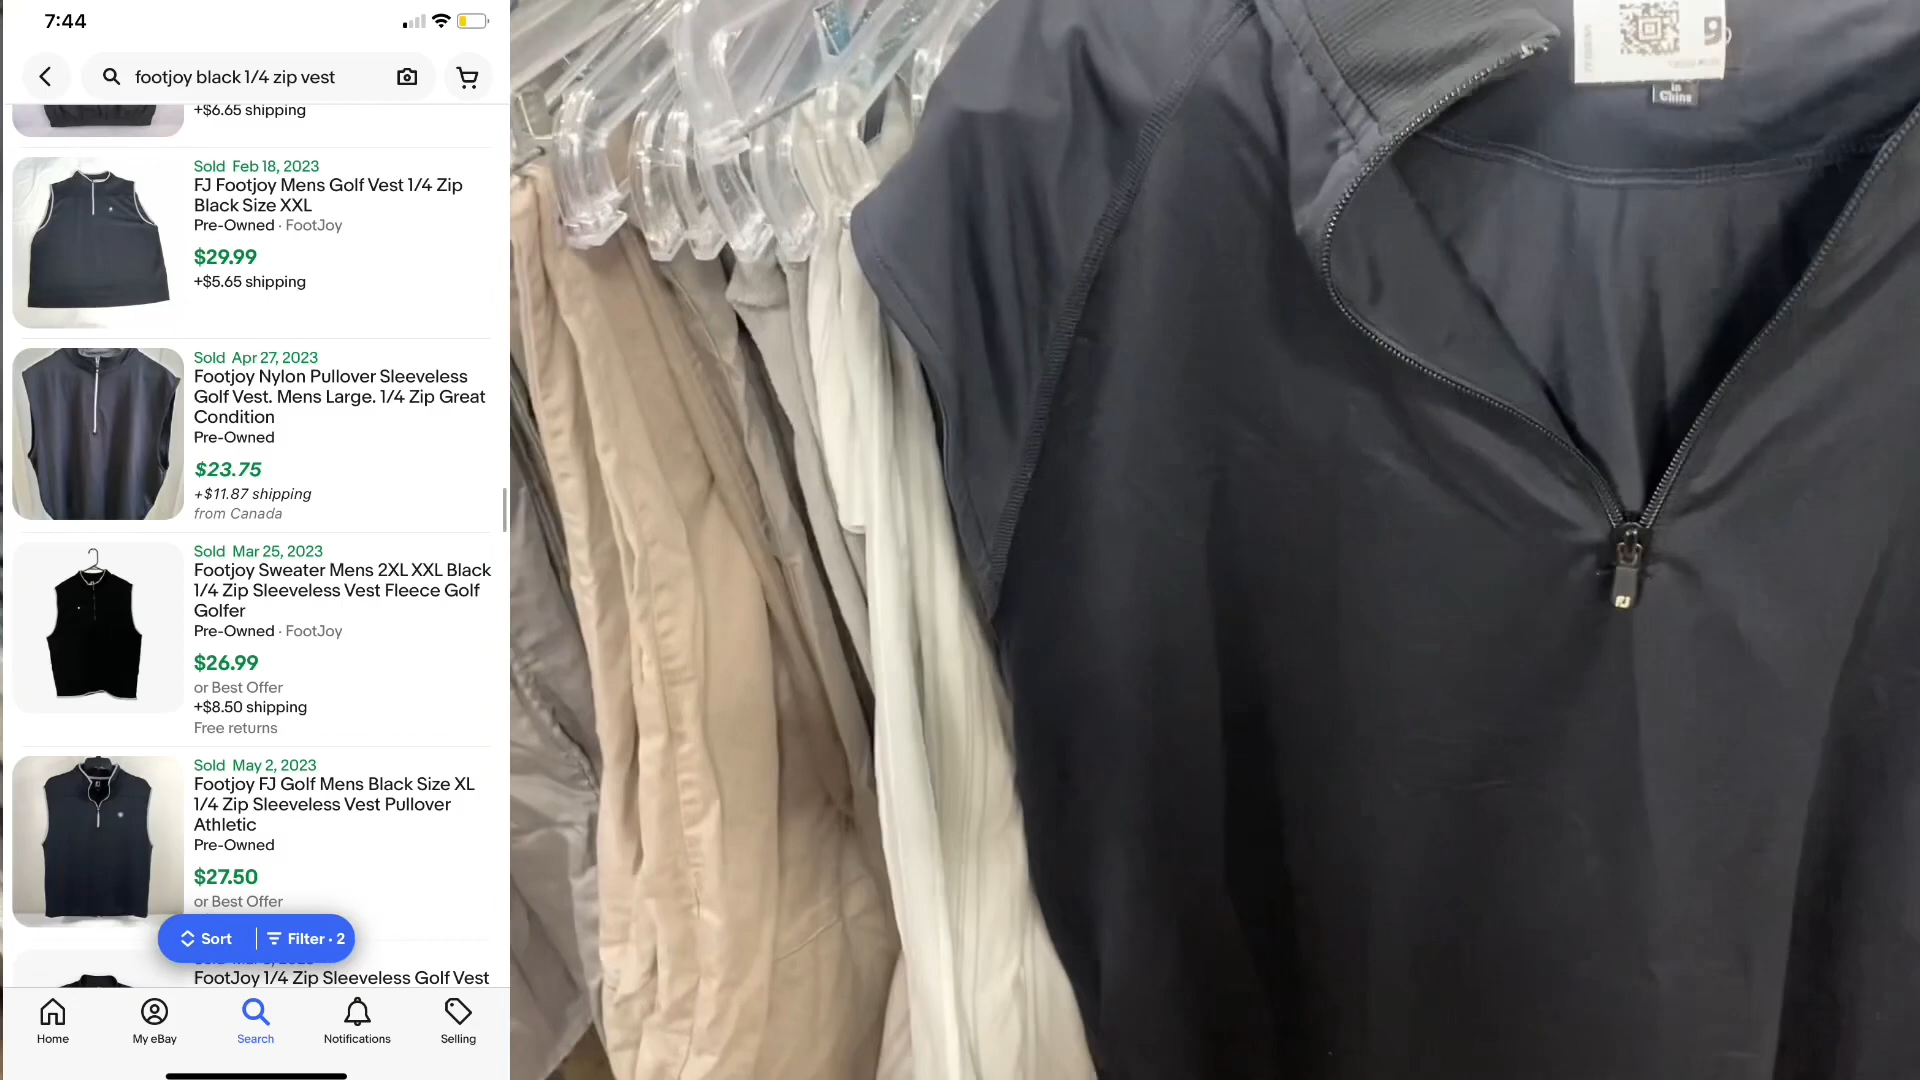 7:44
footjoy black 1/4 zip vest
+$6.65 shipping
Sold Feb 18, 2023
FJ Footjoy Mens Golf Vest 1/4 Zip
Black Size XXL
Pre-Owned · FootJoy
$29.99
+$5.65 shipping
Sold Apr 27, 2023
Footjoy Nylon Pullover Sleeveless
Golf Vest. Mens Large. 1/4 Zip Great
Condition
Pre-Owned
$23.75
+$11.87 shipping
from Canada
Sold Mar 25, 2023
Footjoy Sweater Mens 2XL XXL Black
1/4 Zip Sleeveless Vest Fleece Golf
Golfer
Pre-Owned · FootJoy
$26.99
or Best Offer
+$8.50 shipping
Free returns
Sold May 2, 2023
Footjoy FJ Golf Mens Black Size XL
1/4 Zip Sleeveless Vest Pullover
Athletic
Pre-Owned
$27.50
or Best Offer
Sort
Filter · 2
FootJoy 1/4 Zip Sleeveless Golf Vest
Home
My eBay
Search
Notifications
Selling
in
China